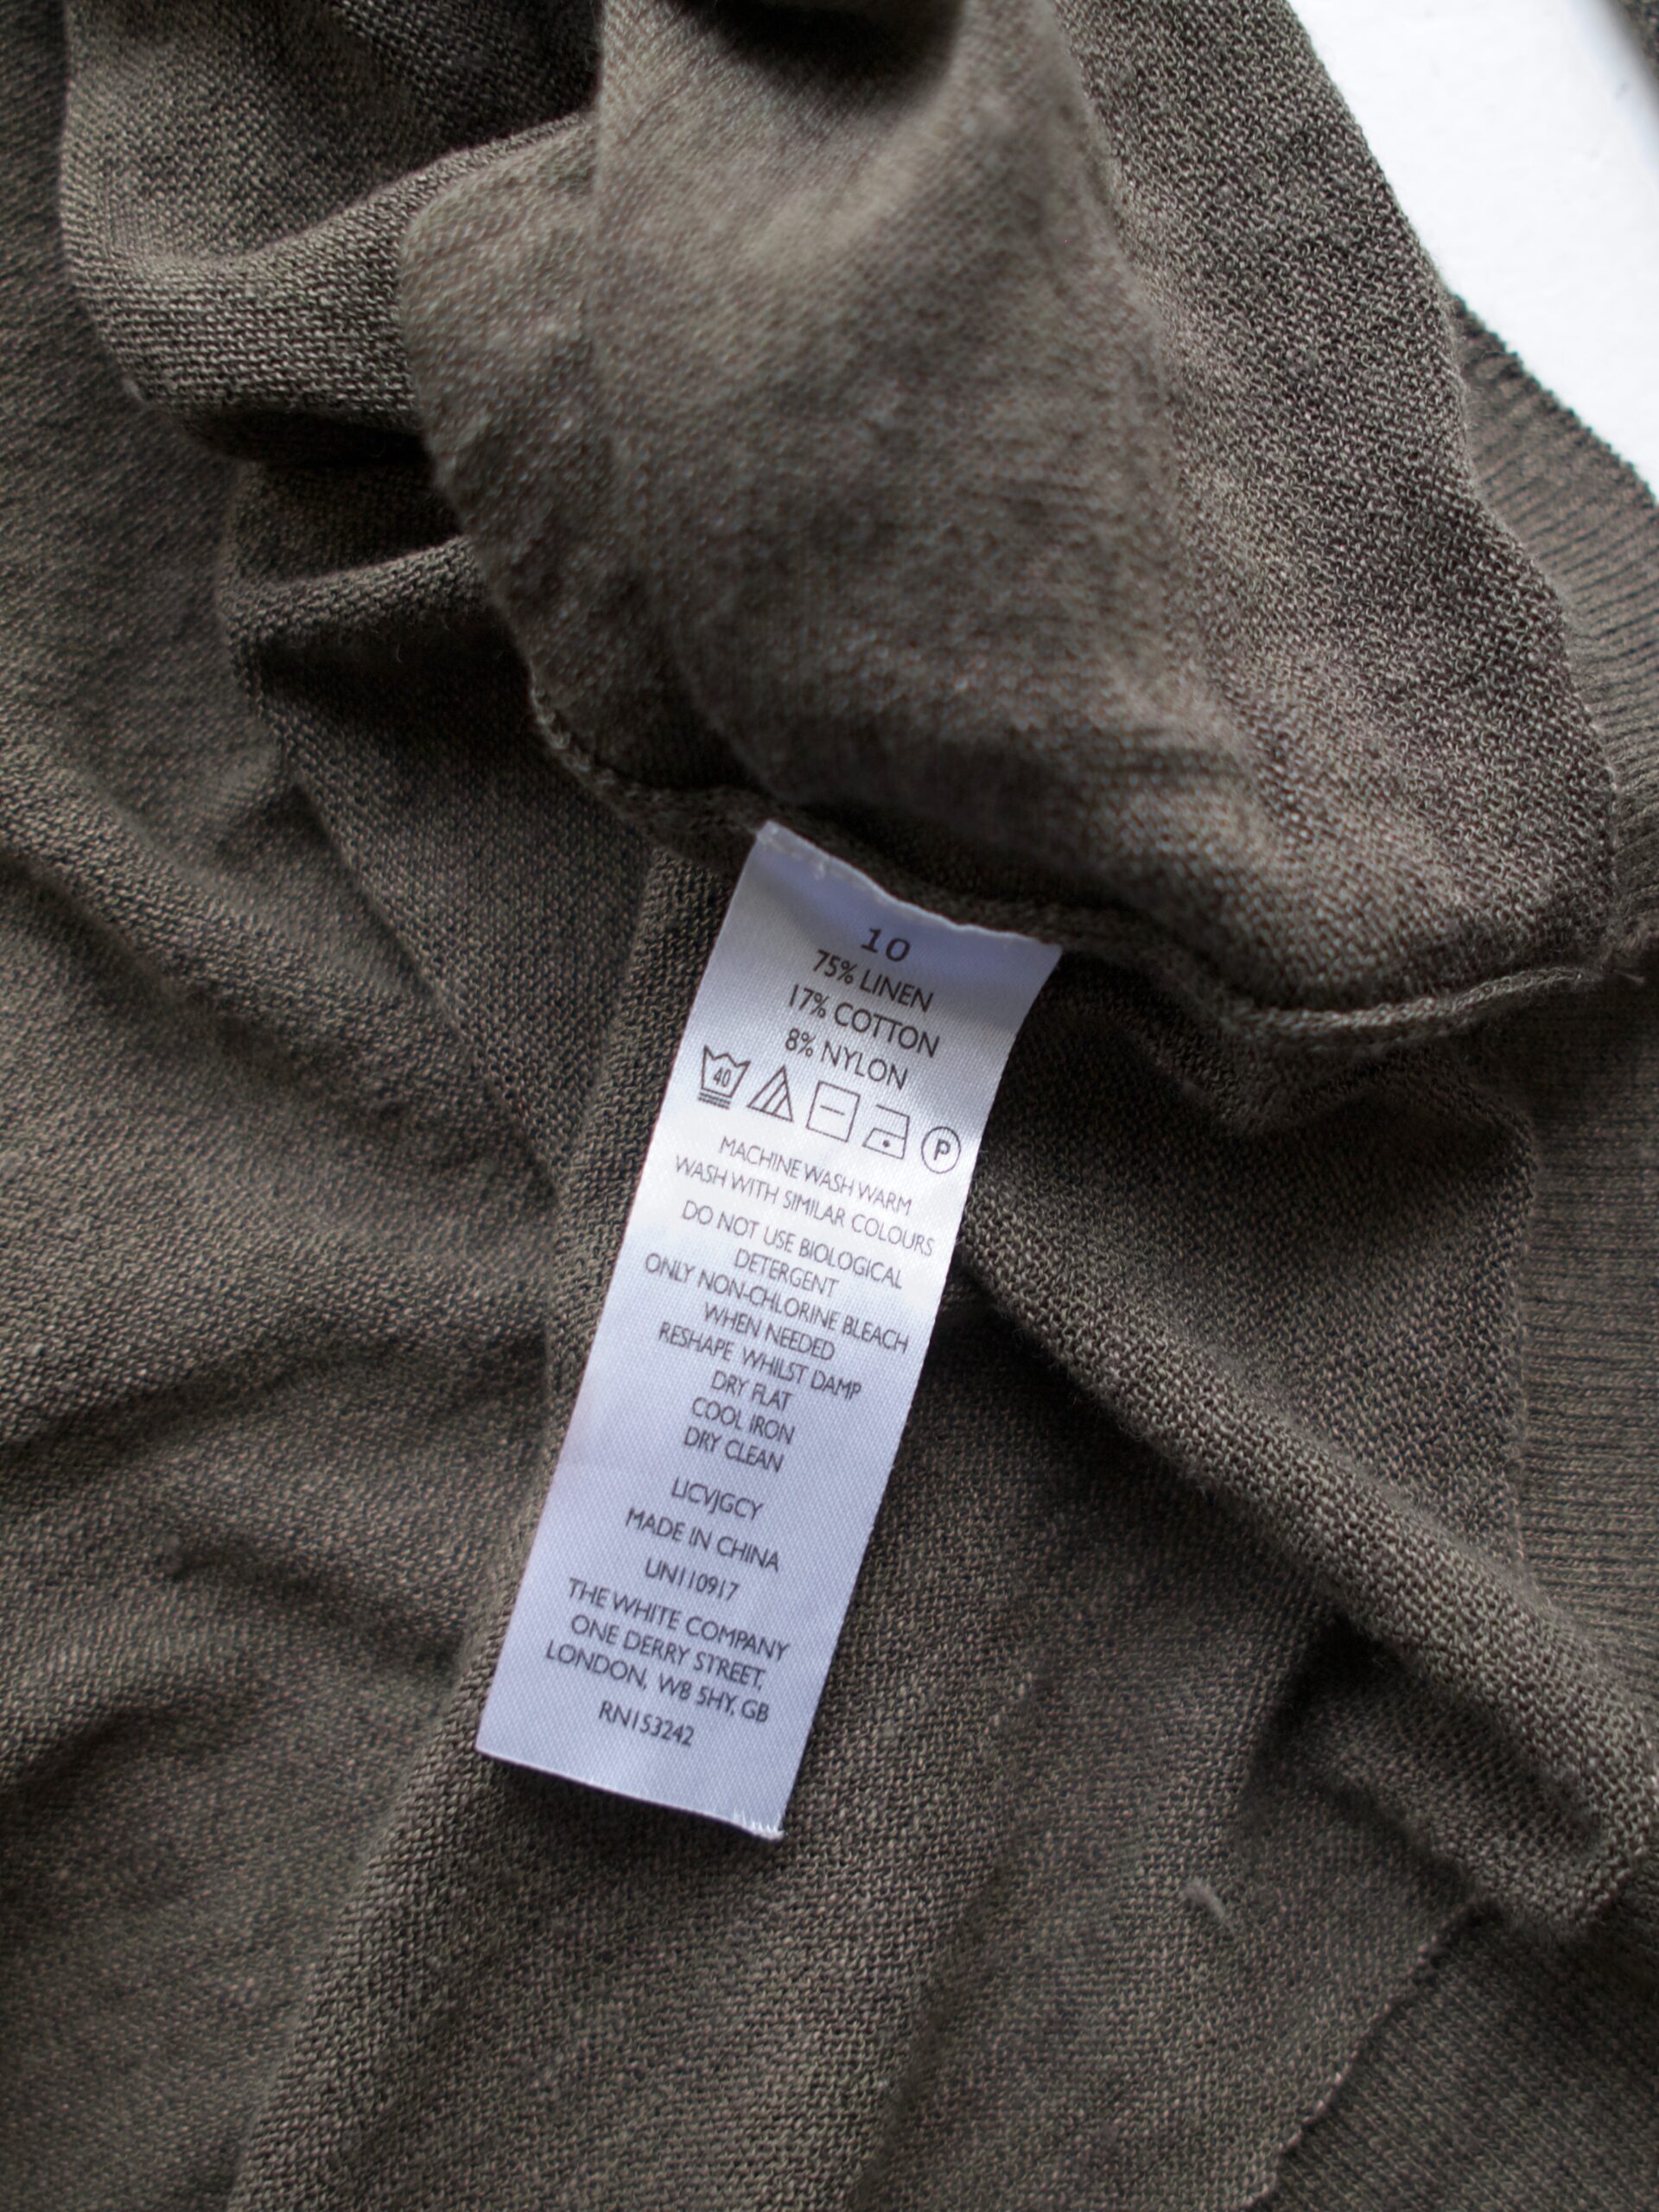 10
75% LINEN
17% COTTON
8% NYLON
40 P
MACHINE WASH WARM
WASH WITH SIMILAR COLOURS
DO NOT USE BIOLOGICAL
DETERGENT
ONLY NON-CHLORINE BLEACH
WHEN NEEDED
RESHAPE WHILST DAMP
DRY FLAT
COOL IRON
DRY CLEAN
LICVJGCY
MADE IN CHINA
UN110917
THE WHITE COMPANY
ONE DERRY STREET,
LONDON, W8 5HY, GB
RN153242